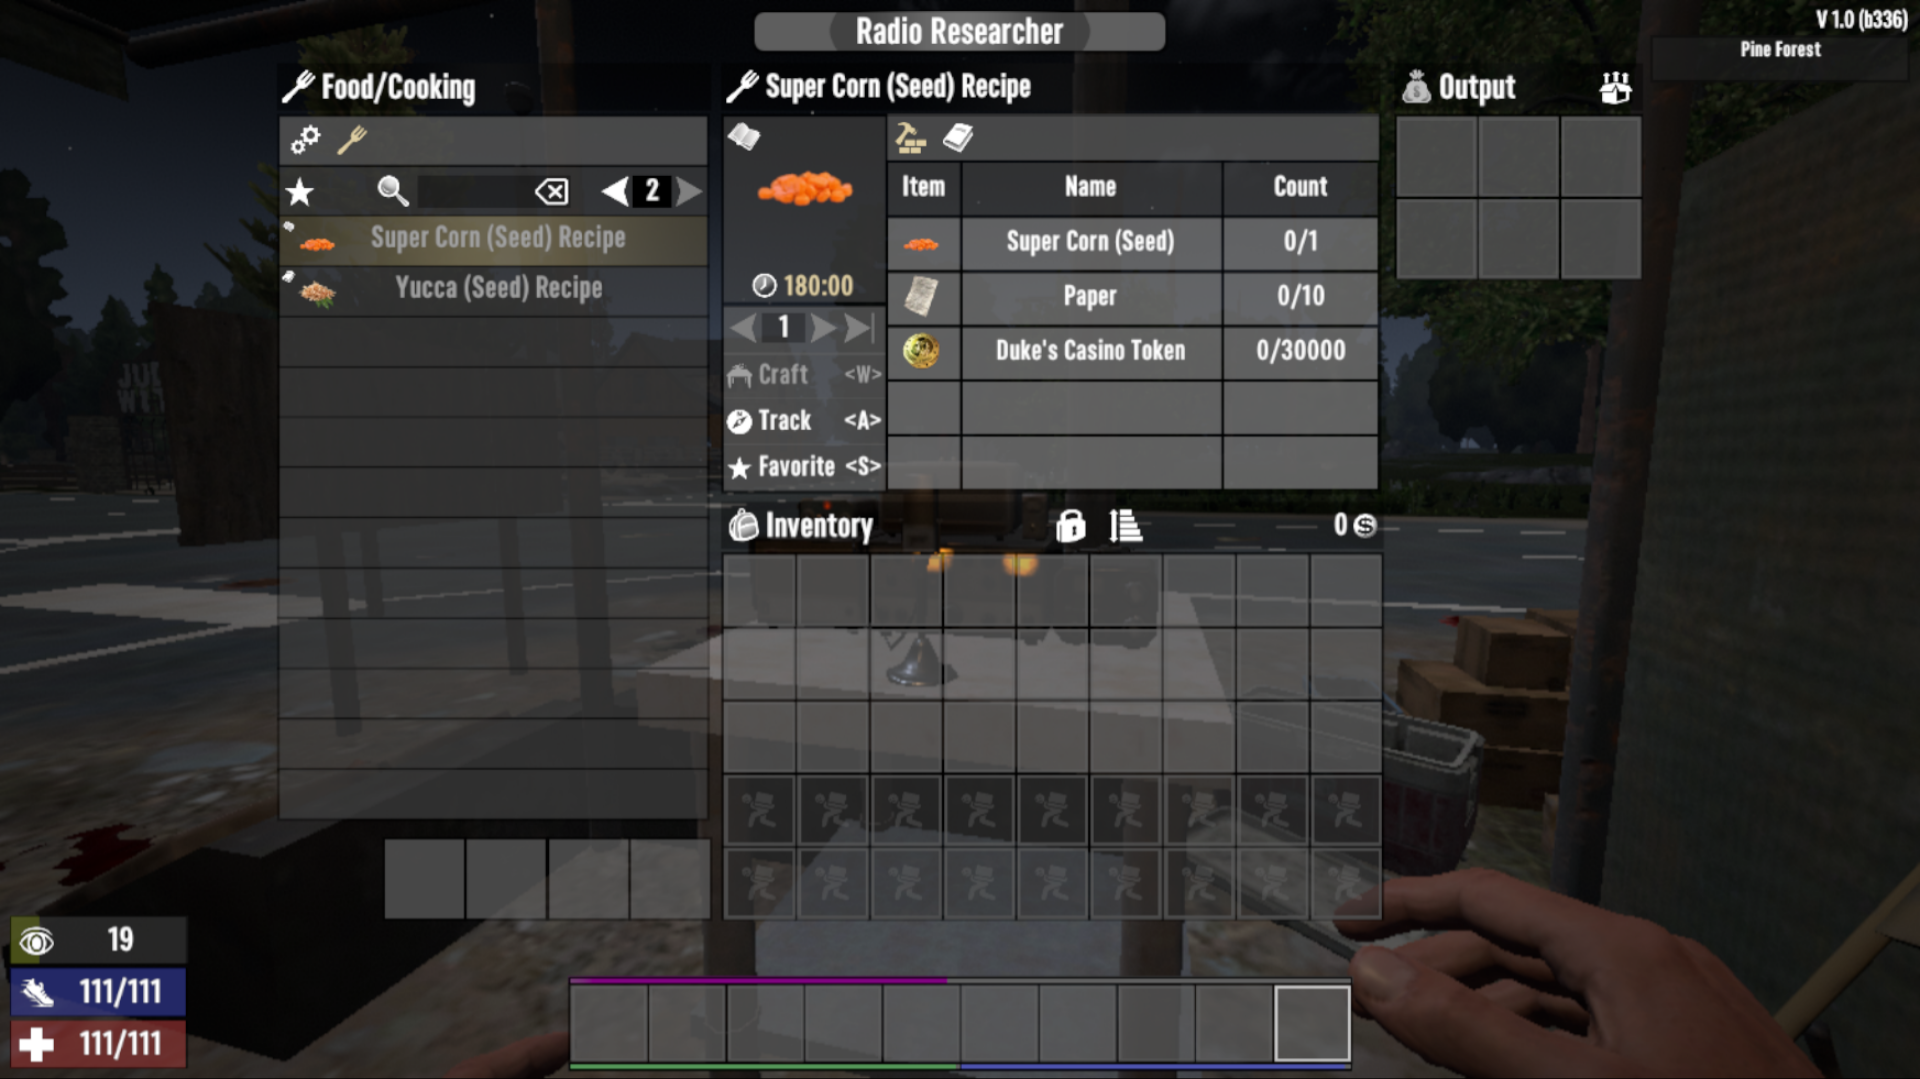 Radio Researcher
V 1.0 (b336)
Pine Forest
Food/Cooking
2
Super Corn (Seed) Recipe
Yucca (Seed) Recipe
Super Corn (Seed) Recipe
180:00
1
Craft <W>
Track <A>
Favorite <S>
Item Name Count
Super Corn (Seed) 0/1
Paper 0/10
Duke's Casino Token 0/30000
Output
Inventory
0
19
111/111
111/111